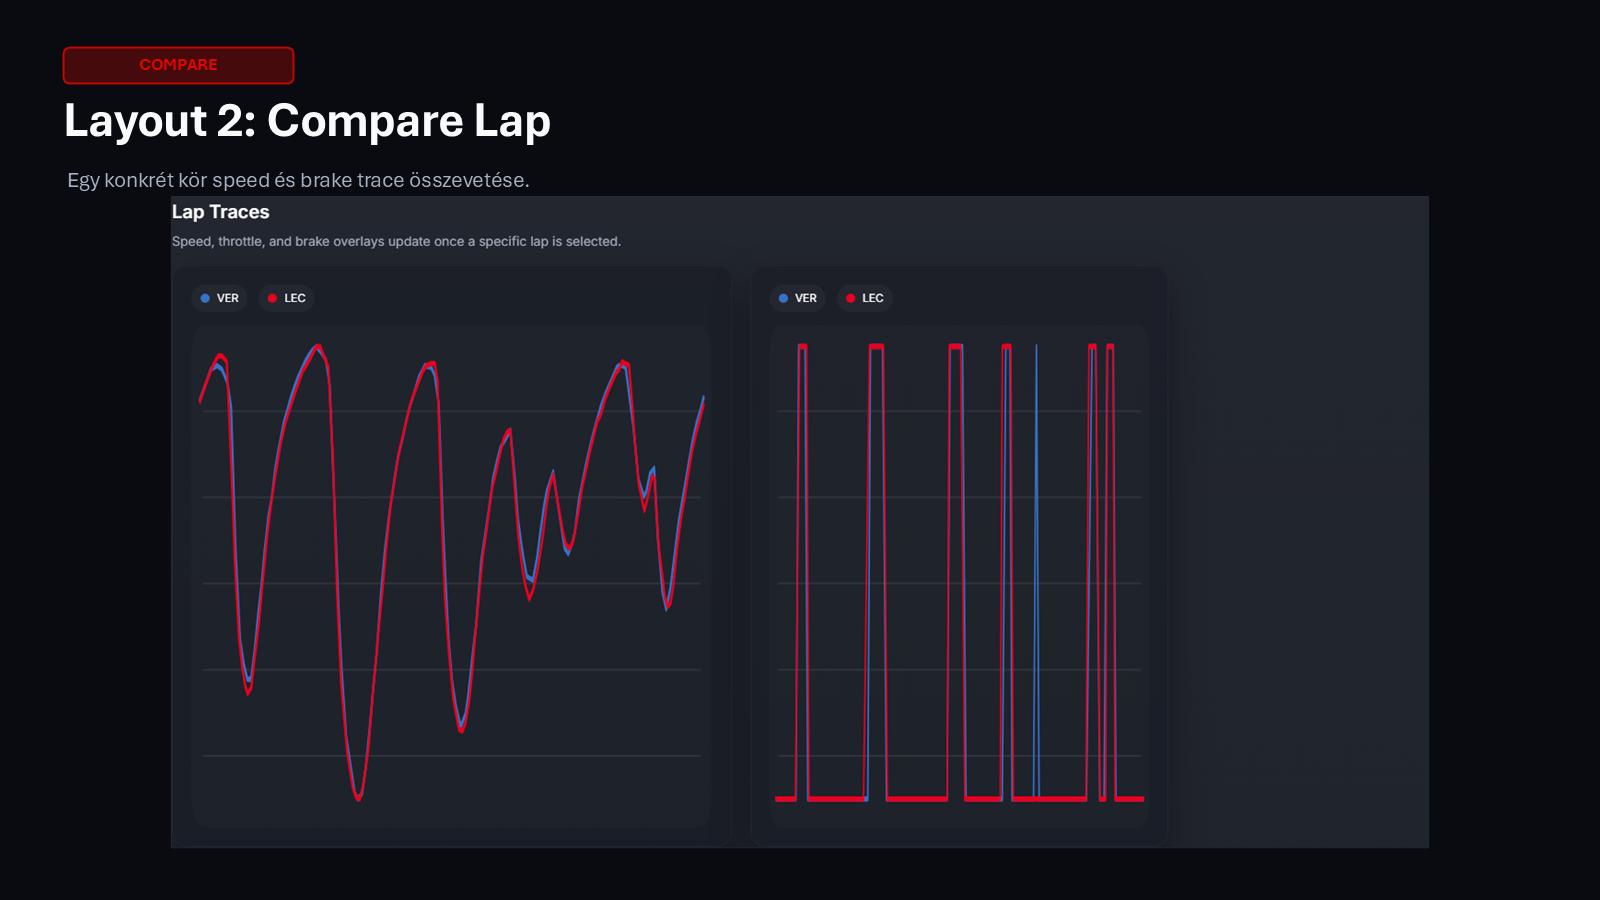 COMPARE
Layout 2: Compare Lap
Egy konkrét kör speed és brake trace összevetése.
Lap Traces
Speed, throttle, and brake overlays update once a specific lap is selected.
VER LEC
VER LEC